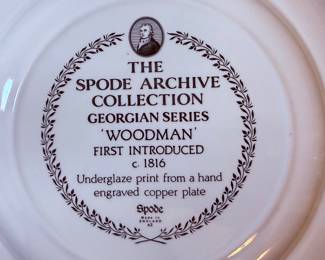 THE
SPODE ARCHIVE
COLLECTION
GEORGIAN SERIES
'WOODMAN'
FIRST INTRODUCED
c. 1816
Underglaze print from a hand
engraved copper plate
Spode
MADE IN
ENGLAND